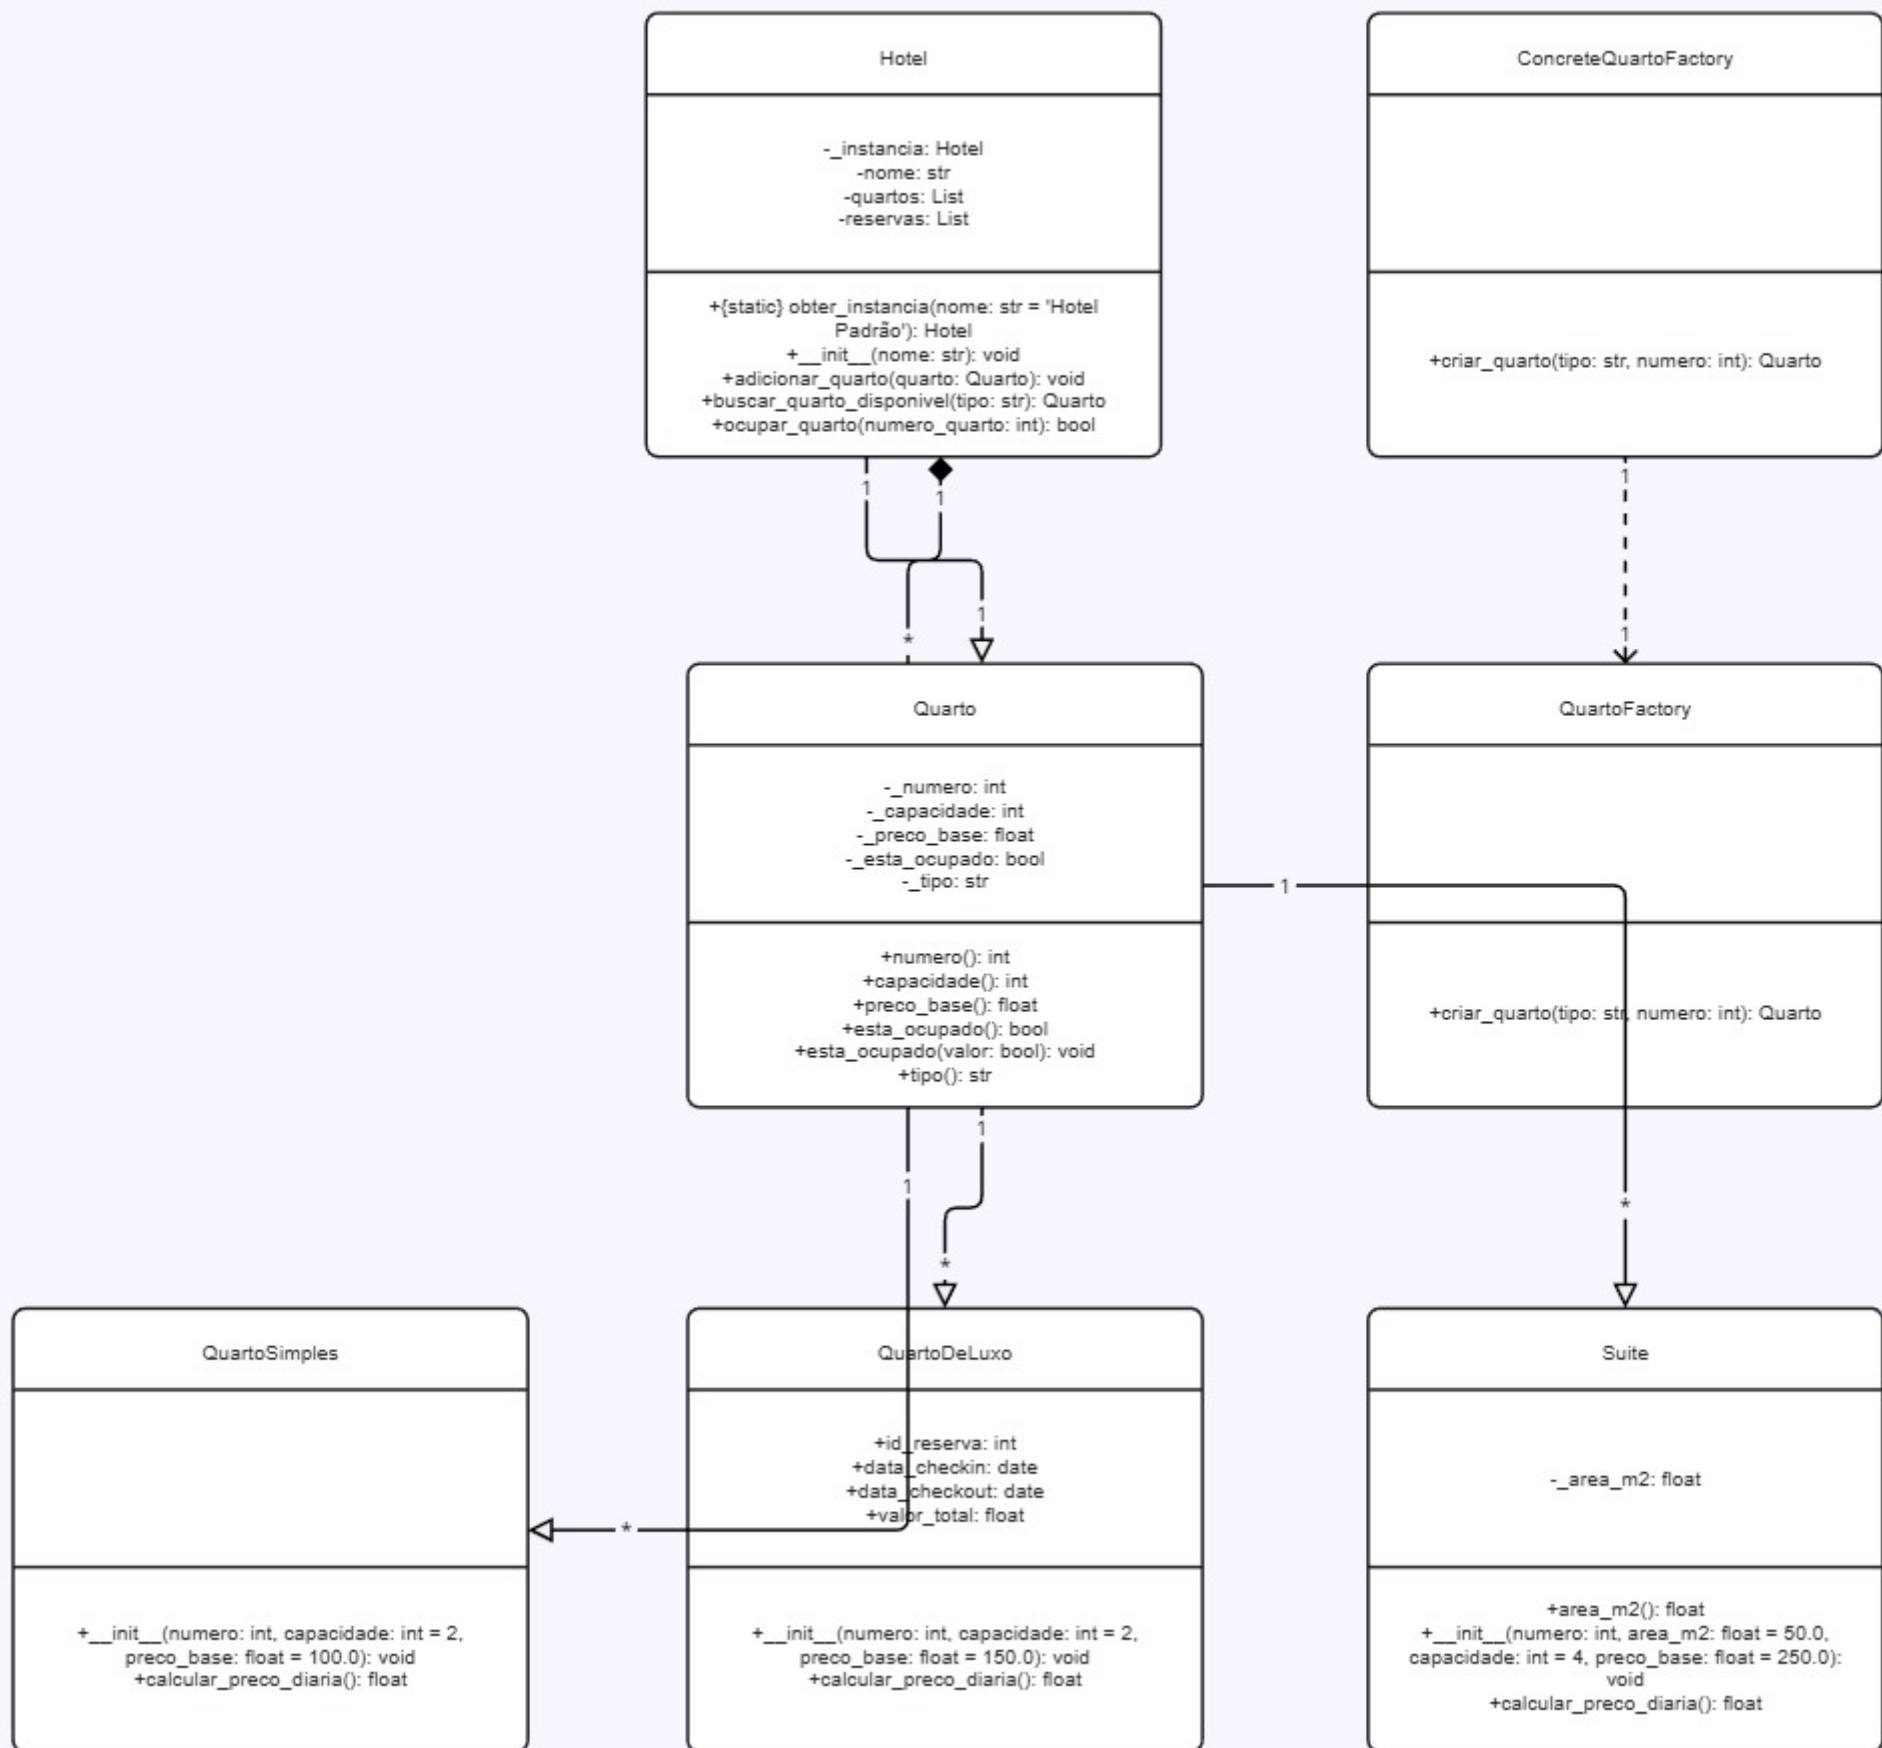 Hotel
-_instancia: Hotel
-nome: str
-quartos: List
-reservas: List
+{static} obter_instancia(nome: str = 'Hotel
Padrão'): Hotel
+__init__(nome: str): void
+adicionar_quarto(quarto: Quarto): void
+buscar_quarto_disponivel(tipo: str): Quarto
+ocupar_quarto(numero_quarto: int): bool
ConcreteQuartoFactory
+criar_quarto(tipo: str, numero: int): Quarto
1
1
1
*
1
1
Quarto
-_numero: int
-_capacidade: int
-_preco_base: float
-_esta_ocupado: bool
-_tipo: str
+numero(): int
+capacidade(): int
+preco_base(): float
+esta_ocupado(): bool
+esta_ocupado(valor: bool): void
+tipo(): str
1
QuartoFactory
+criar_quarto(tipo: str, numero: int): Quarto
1
1
*
*
QuartoSimples
*
+__init__(numero: int, capacidade: int = 2,
preco_base: float = 100.0): void
+calcular_preco_diaria(): float
QuartoDeLuxo
+id_reserva: int
+data_checkin: date
+data_checkout: date
+valor_total: float
+__init__(numero: int, capacidade: int = 2,
preco_base: float = 150.0): void
+calcular_preco_diaria(): float
Suite
-_area_m2: float
+area_m2(): float
+__init__(numero: int, area_m2: float = 50.0,
capacidade: int = 4, preco_base: float = 250.0):
void
+calcular_preco_diaria(): float